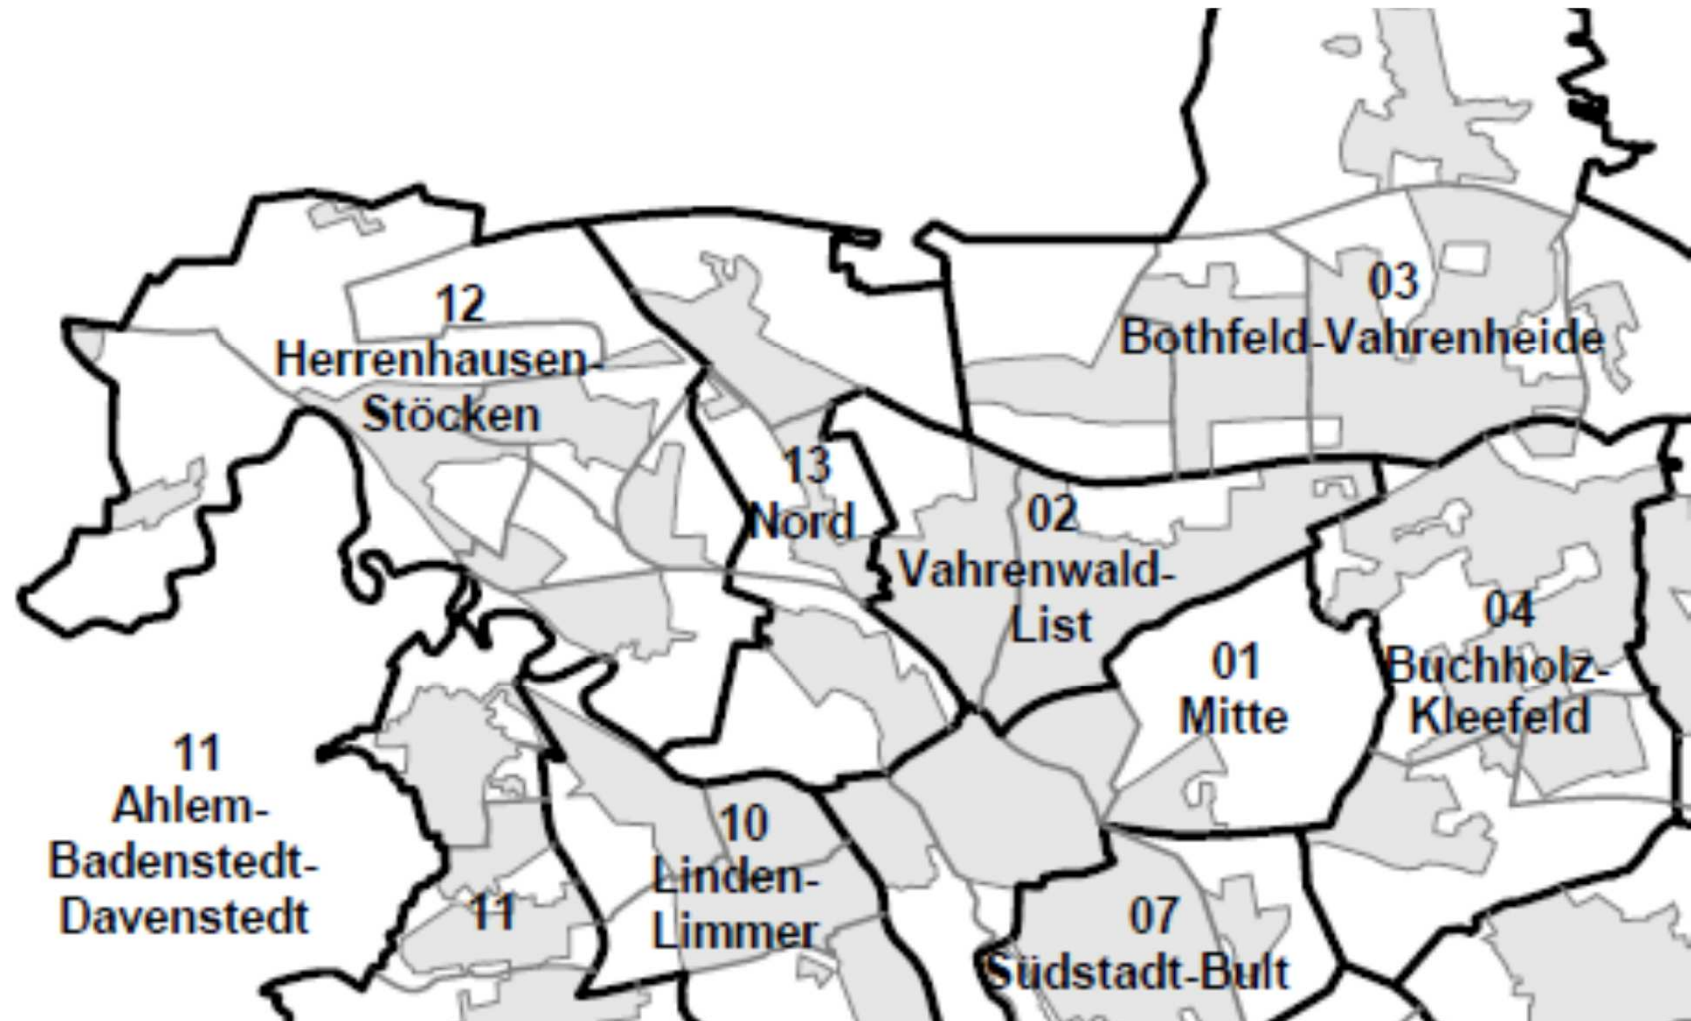 03
Bothfeld-Vahrenheide
12
Herrenhausen-
Stöcken
13
Nord
02
Vahrenwald-
List
04
Buchholz-
Kleefeld
01
Mitte
11
Ahlem-
Badenstedt-
Davenstedt
10
Linden-
Limmer
11
07
Südstadt-Bult